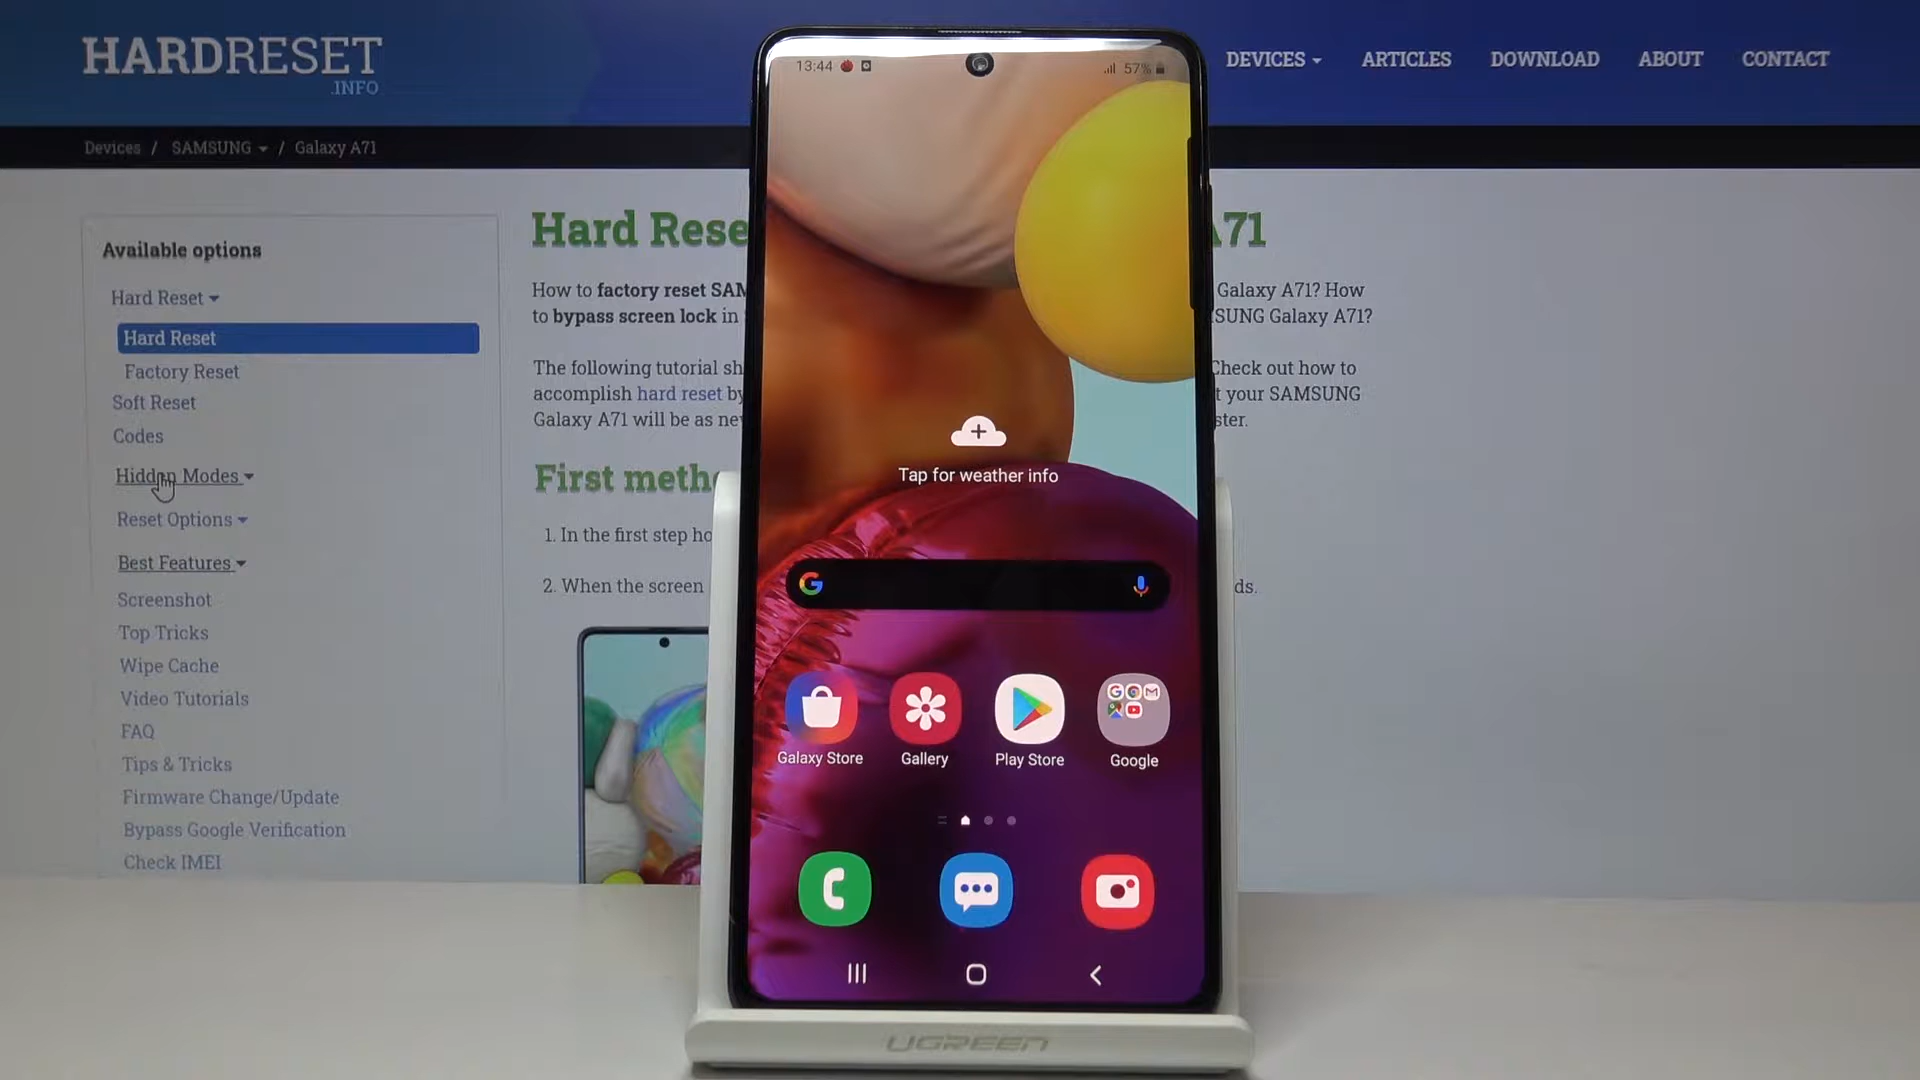 HARDRESET
.INFO
DEVICES
ARTICLES
DOWNLOAD
ABOUT
CONTACT
Devices / SAMSUNG / Galaxy A71
Available options
Hard Reset
Hard Reset
Factory Reset
Soft Reset
Codes
Hidden Modes
Reset Options
Best Features
Screenshot
Top Tricks
Wipe Cache
Video Tutorials
FAQ
Tips & Tricks
Firmware Change/Update
Bypass Google Verification
Check IMEI
Hard Rese A71
How to factory reset SAM Galaxy A71? How
to bypass screen lock in SUNG Galaxy A71?
The following tutorial sh Check out how to
accomplish hard reset by t your SAMSUNG
Galaxy A71 will be as new ster.
First meth
1. In the first step ho
2. When the screen ds.
13:44
57%
Tap for weather info
Galaxy Store
Gallery
Play Store
Google
UGREEN